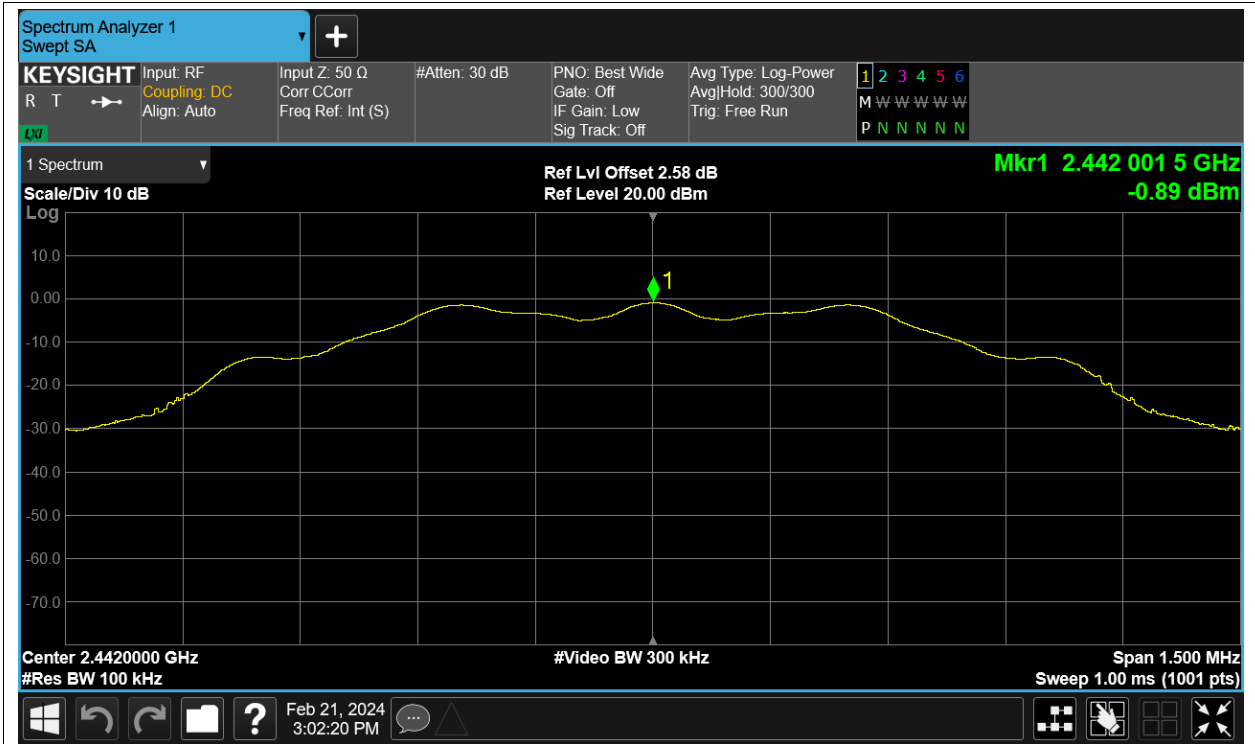 Spectrum Analyzer 1
Swept SA
KEYSIGHT
R T
LXI
Input: RF
Coupling: DC
Align: Auto
Input Z: 50 Ω
Corr CCorr
Freq Ref: Int (S)
#Atten: 30 dB
PNO: Best Wide
Gate: Off
IF Gain: Low
Sig Track: Off
Avg Type: Log-Power
Avg|Hold: 300/300
Trig: Free Run
1 2 3 4 5 6
M W W W W W
P N N N N N
1 Spectrum
Scale/Div 10 dB
Ref Lvl Offset 2.58 dB
Ref Level 20.00 dBm
Mkr1 2.442 001 5 GHz
-0.89 dBm
Log
10.0
0.00
-10.0
-20.0
-30.0
-40.0
-50.0
-60.0
-70.0
1
Center 2.4420000 GHz
#Res BW 100 kHz
#Video BW 300 kHz
Span 1.500 MHz
Sweep 1.00 ms (1001 pts)
?
Feb 21, 2024
3:02:20 PM